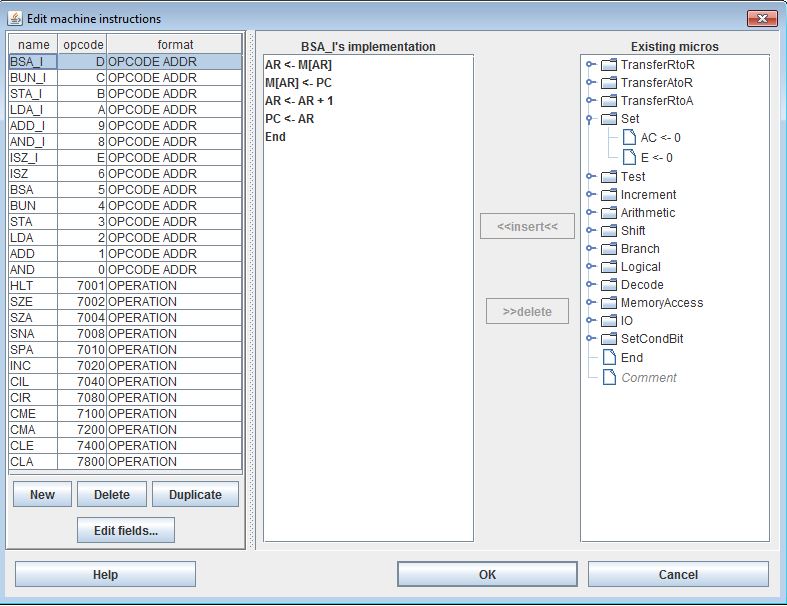 Edit machine instructions
name opcode format
BSA_I D OPCODE ADDR
BUN_I C OPCODE ADDR
STA_I B OPCODE ADDR
LDA_I A OPCODE ADDR
ADD_I 9 OPCODE ADDR
AND_I 8 OPCODE ADDR
ISZ_I E OPCODE ADDR
ISZ 6 OPCODE ADDR
BSA 5 OPCODE ADDR
BUN 4 OPCODE ADDR
STA 3 OPCODE ADDR
LDA 2 OPCODE ADDR
ADD 1 OPCODE ADDR
AND 0 OPCODE ADDR
HLT 7001 OPERATION
SZE 7002 OPERATION
SZA 7004 OPERATION
SNA 7008 OPERATION
SPA 7010 OPERATION
INC 7020 OPERATION
CIL 7040 OPERATION
CIR 7080 OPERATION
CME 7100 OPERATION
CMA 7200 OPERATION
CLE 7400 OPERATION
CLA 7800 OPERATION
New Delete Duplicate
Edit fields...
BSA_I's implementation
AR <- M[AR]
M[AR] <- PC
AR <- AR + 1
PC <- AR
End
<<insert<<
>>delete
Existing micros
TransferRtoR
TransferAtoR
TransferRtoA
Set
AC <- 0
E <- 0
Test
Increment
Arithmetic
Shift
Branch
Logical
Decode
MemoryAccess
IO
SetCondBit
End
Comment
Help OK Cancel